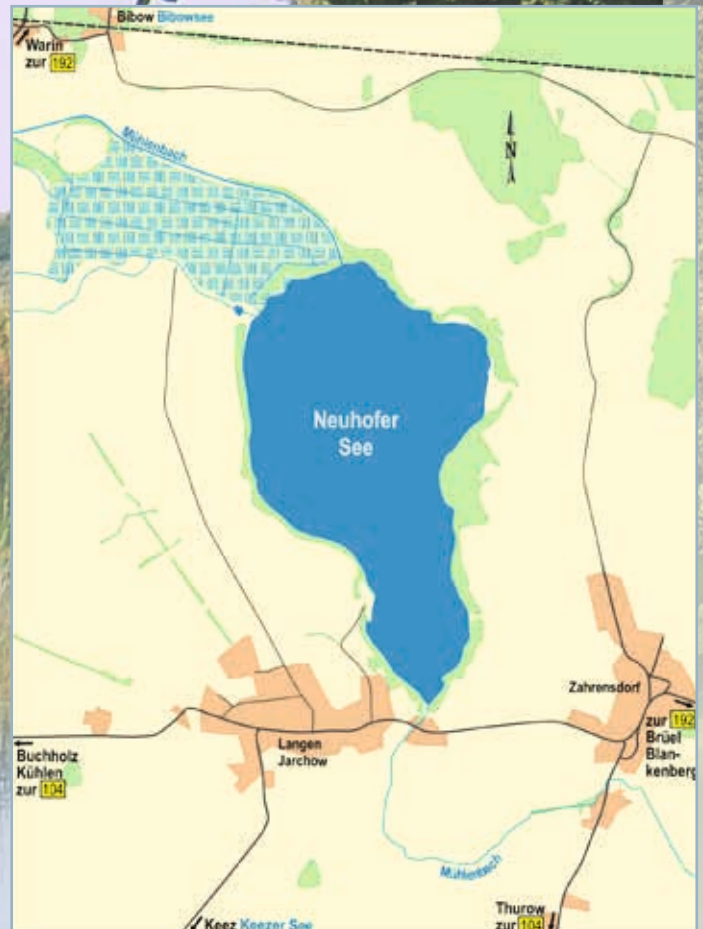 Bibow Bibowsee
Warin
zur 192
Mühlenbach
N
Neuhofer
See
Zahrensdorf
zur 192
Brüel
Blan-
kenberg
Langen
Jarchow
Buchholz
Kühlen
zur 104
Mühlenbach
Thurow
zur 104
Keez Keezer See